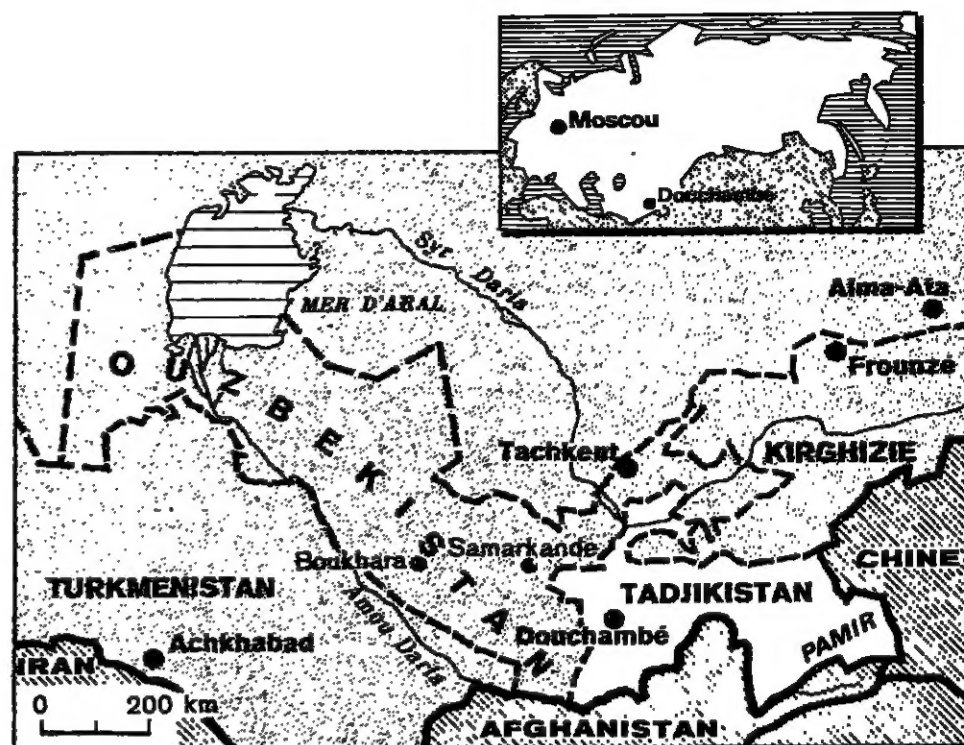 Moscou
Douchambé
Syr Daria
MER D'ARAL
Alma-Ata
Frounzé
OUZBEKISTAN
Tachkent
KIRGHIZIE
Boukhara
Samarkande
CHINE
TURKMENISTAN
TADJIKISTAN
Amou Daria
Douchambé
PAMIR
Achkhabad
IRAN
0 200 km
AFGHANISTAN